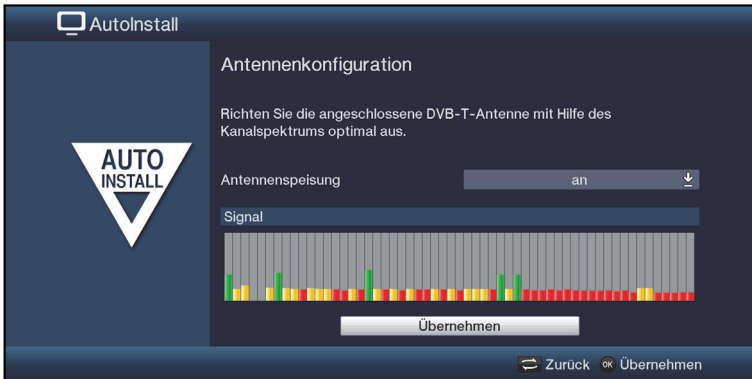 AutoInstall
Antennenkonfiguration
Richten Sie die angeschlossene DVB-T-Antenne mit Hilfe des
Kanalspektrums optimal aus.
AUTO
INSTALL
Antennenspeisung an
Signal
Übernehmen
Zurück OK Übernehmen